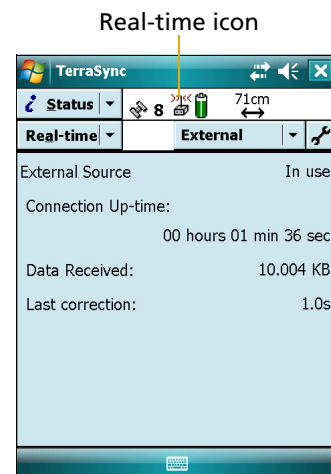 Real-time icon
TerraSync
Status 8 71cm
Real-time External
External Source In use
Connection Up-time:
00 hours 01 min 36 sec
Data Received: 10.004 KB
Last correction: 1.0s